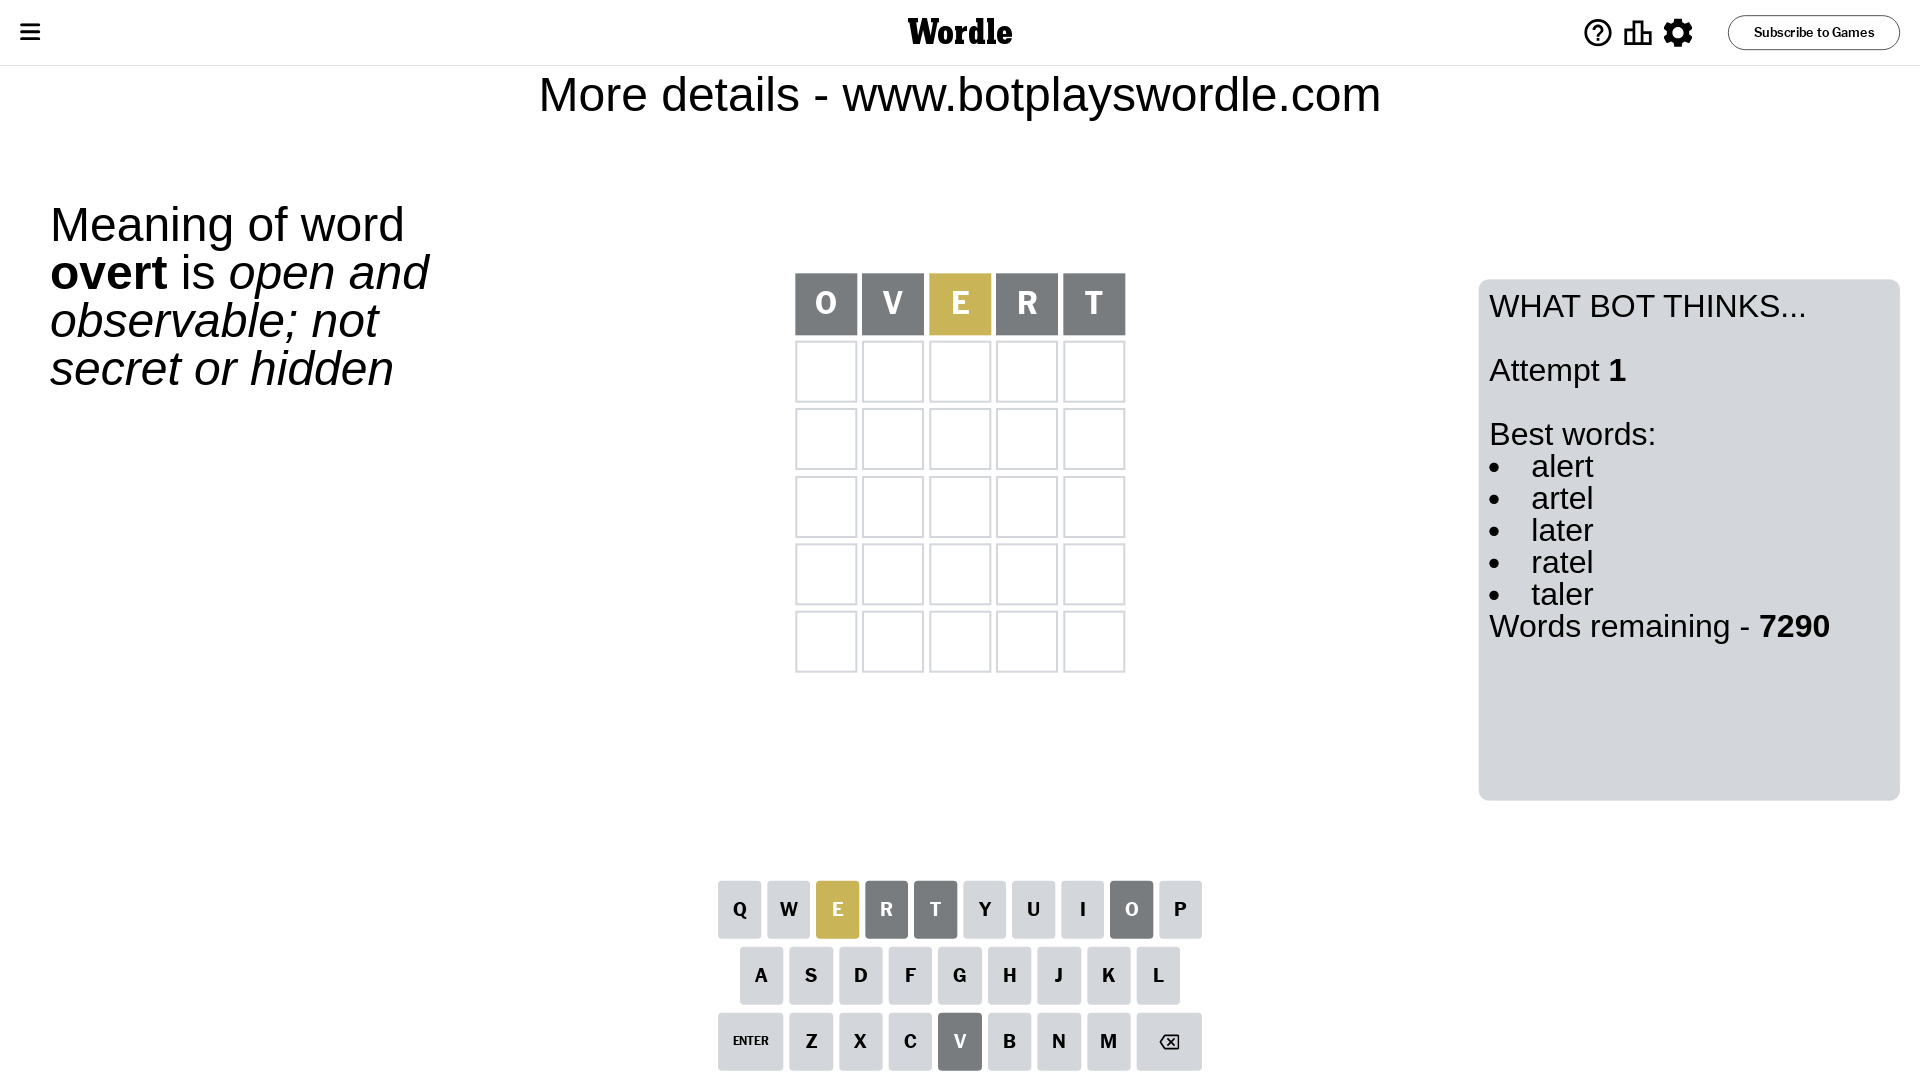 Wordle
Subscribe to Games
More details - www.botplayswordle.com
Meaning of word
overt is open and
observable; not
secret or hidden
O V E R T
WHAT BOT THINKS...
Attempt 1
Best words:
• alert
• artel
• later
• ratel
• taler
Words remaining - 7290
Q W E R T Y U I O P
A S D F G H J K L
ENTER Z X C V B N M